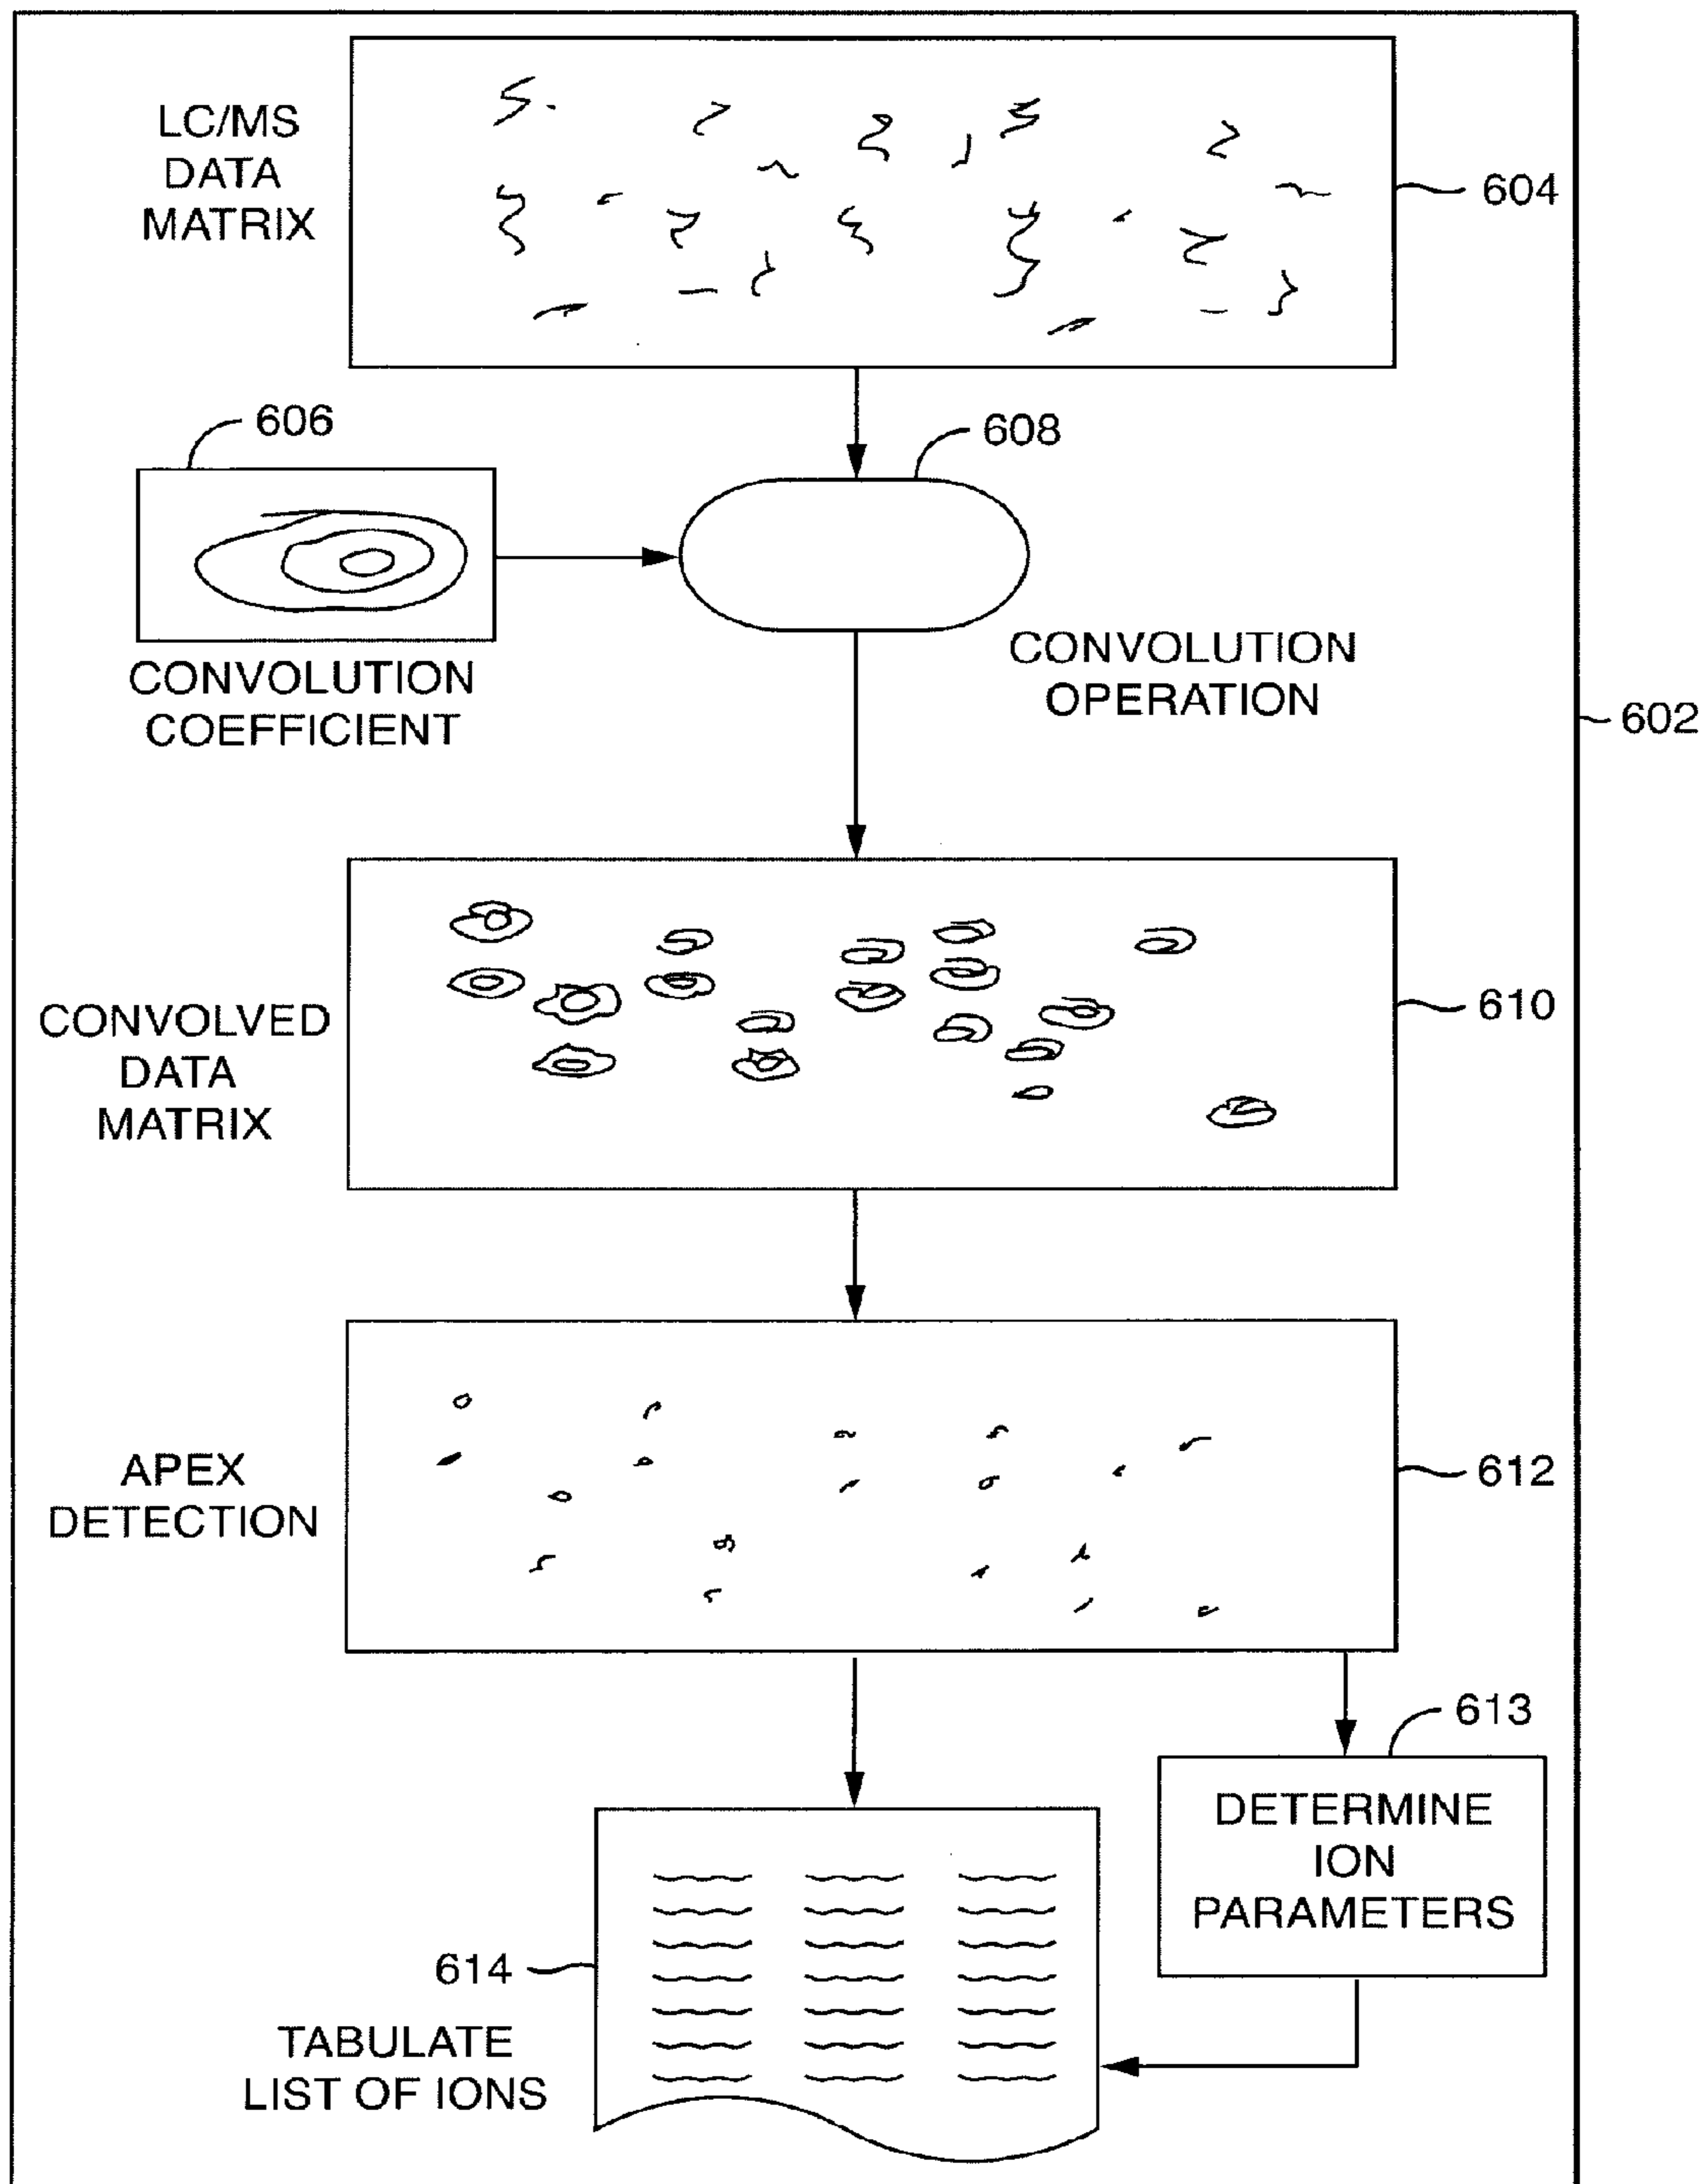 LC/MS
DATA
MATRIX
604
606
608
CONVOLUTION
COEFFICIENT
CONVOLUTION
OPERATION
602
CONVOLVED
DATA
MATRIX
610
APEX
DETECTION
612
613
DETERMINE
ION
PARAMETERS
614
TABULATE
LIST OF IONS